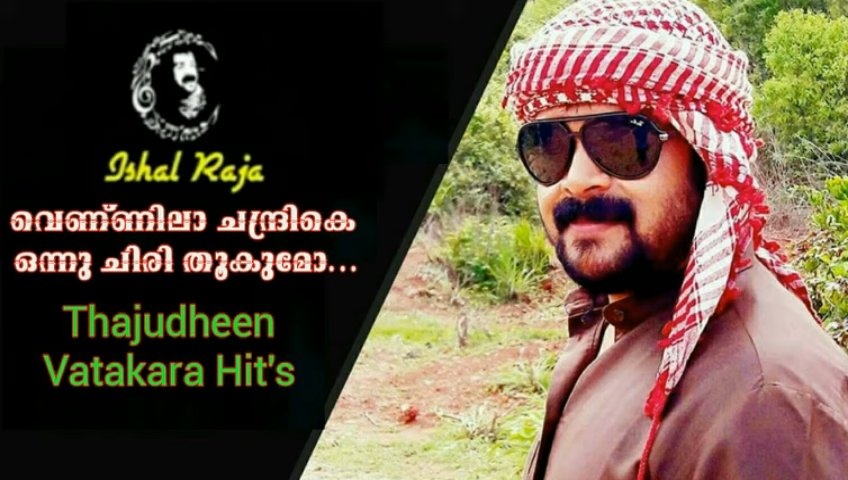 Ishal Raja
വെണ്ണിലാ ചന്ദ്രികെ
ഒന്നു ചിരി തൂകുമോ...
Thajudheen
Vatakara Hit's